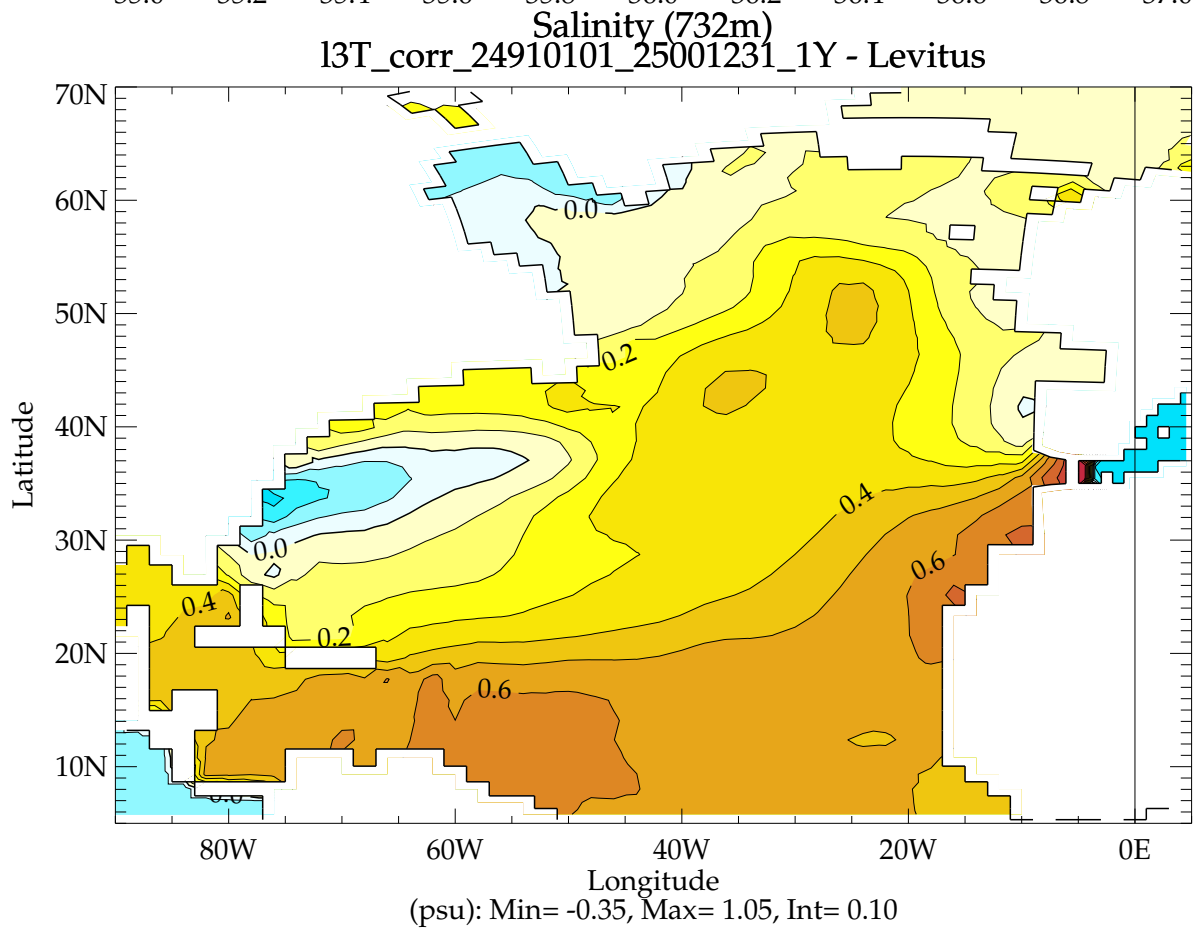 Salinity (732m)
l3T_corr_24910101_25001231_1Y - Levitus
70N
60N
50N
40N
30N
20N
10N
Latitude
0.0
0.2
0.4
0.0
0.6
0.4
0.2
0.6
0.0
80W
60W
40W
20W
0E
Longitude
(psu): Min= -0.35, Max= 1.05, Int= 0.10